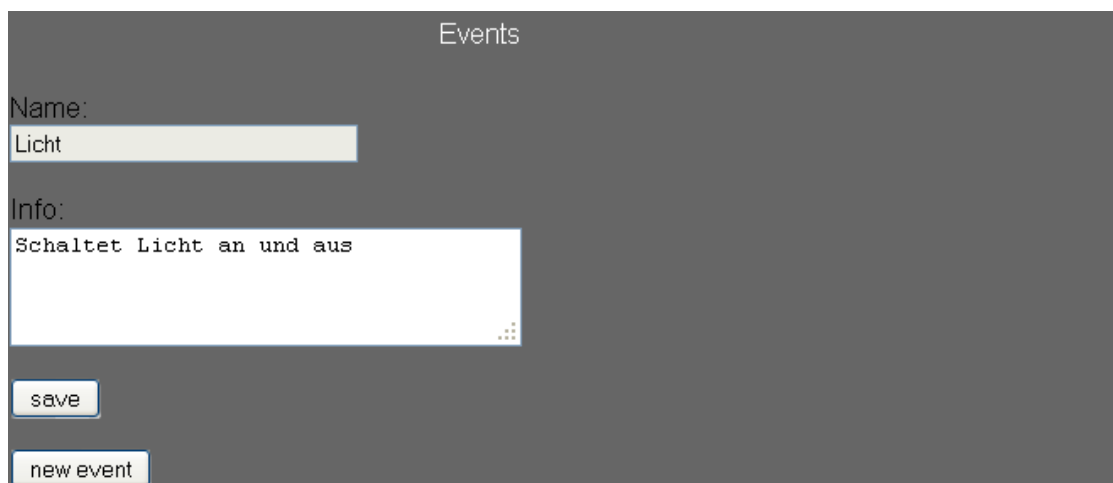 Events
Name:
Licht
Info:
Schaltet Licht an und aus
save
new event